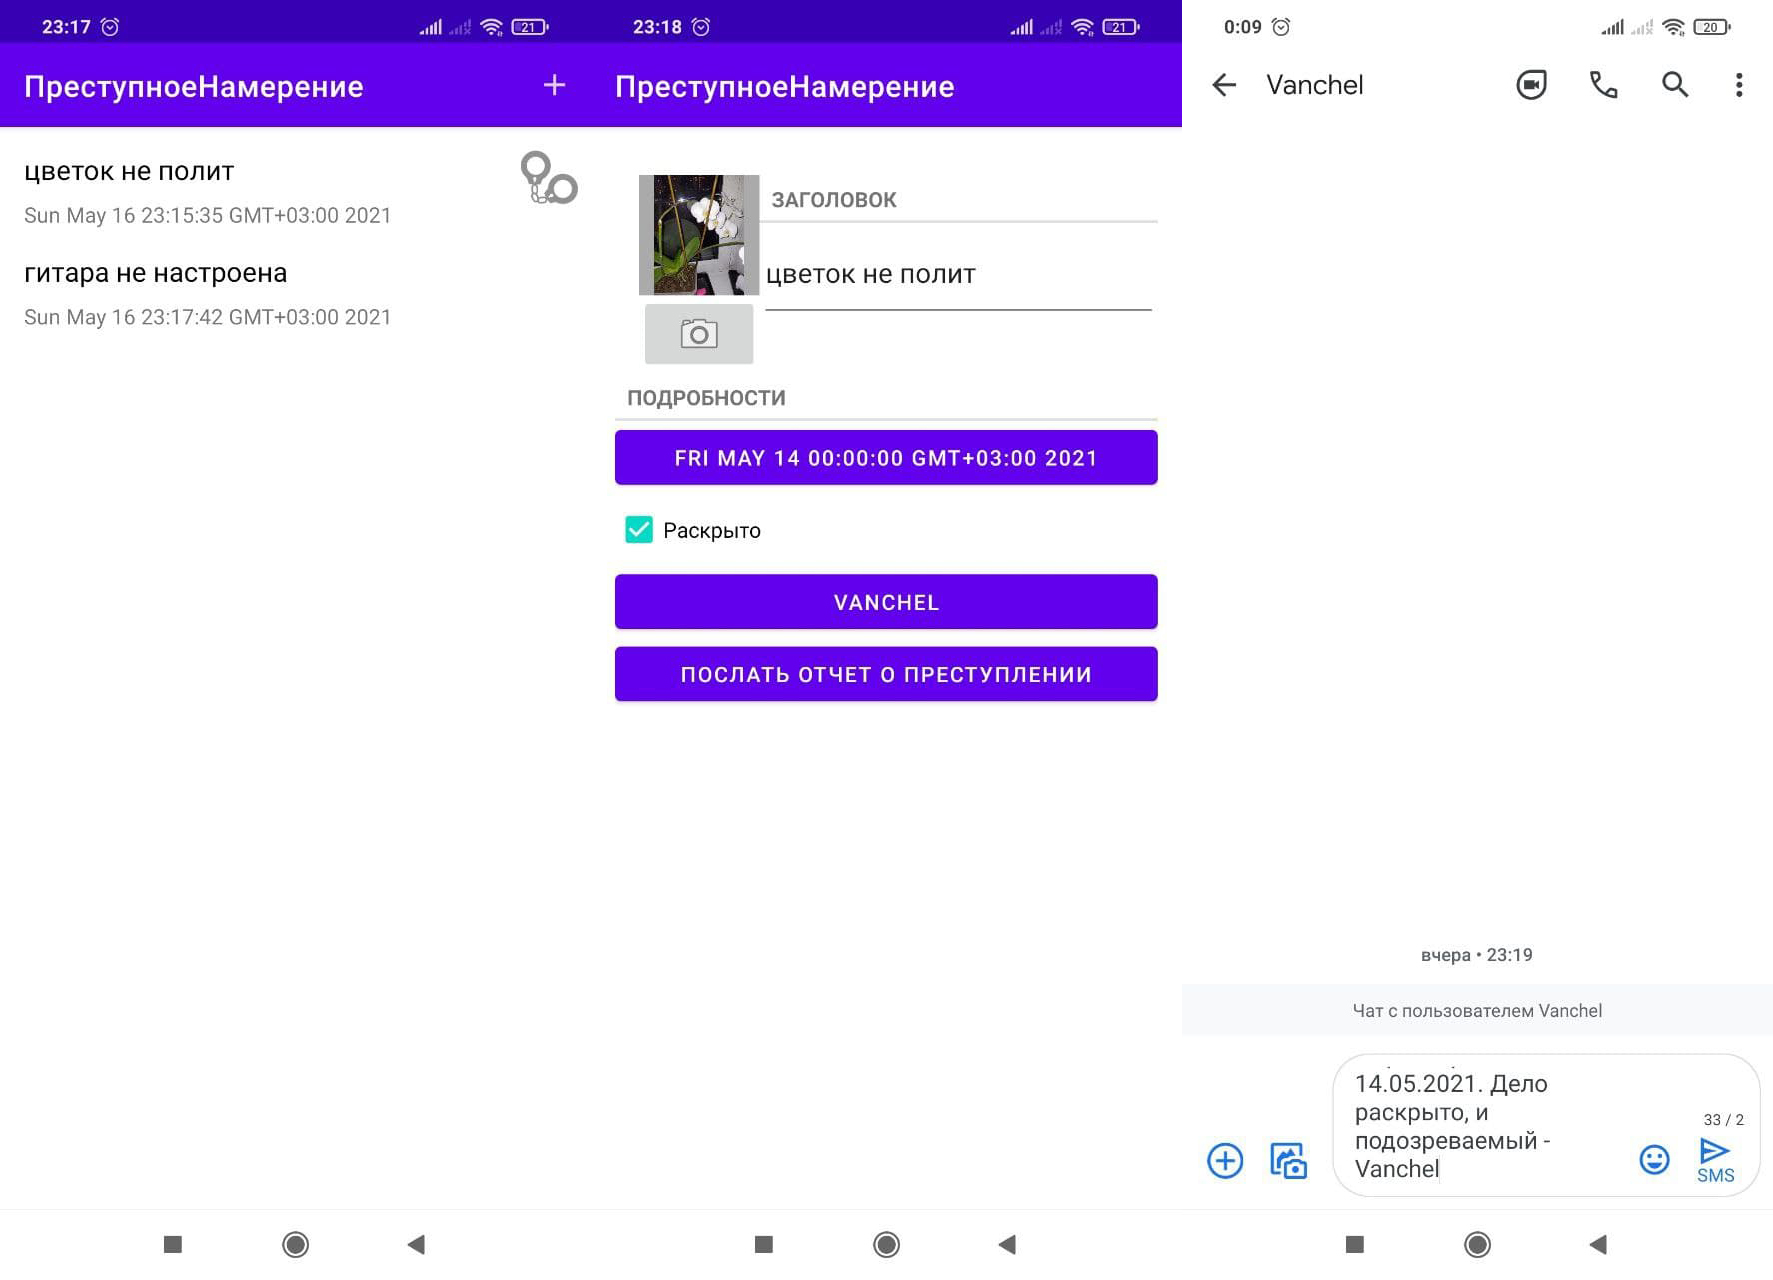 23:17
21
ПреступноеНамерение
+
цветок не полит
Sun May 16 23:15:35 GMT+03:00 2021
гитара не настроена
Sun May 16 23:17:42 GMT+03:00 2021
23:18
21
ПреступноеНамерение
ЗАГОЛОВОК
цветок не полит
ПОДРОБНОСТИ
FRI MAY 14 00:00:00 GMT+03:00 2021
Раскрыто
VANCHEL
ПОСЛАТЬ ОТЧЕТ О ПРЕСТУПЛЕНИИ
0:09
20
Vanchel
вчера • 23:19
Чат с пользователем Vanchel
14.05.2021. Дело
раскрыто, и
подозреваемый -
Vanchel
33 / 2
SMS